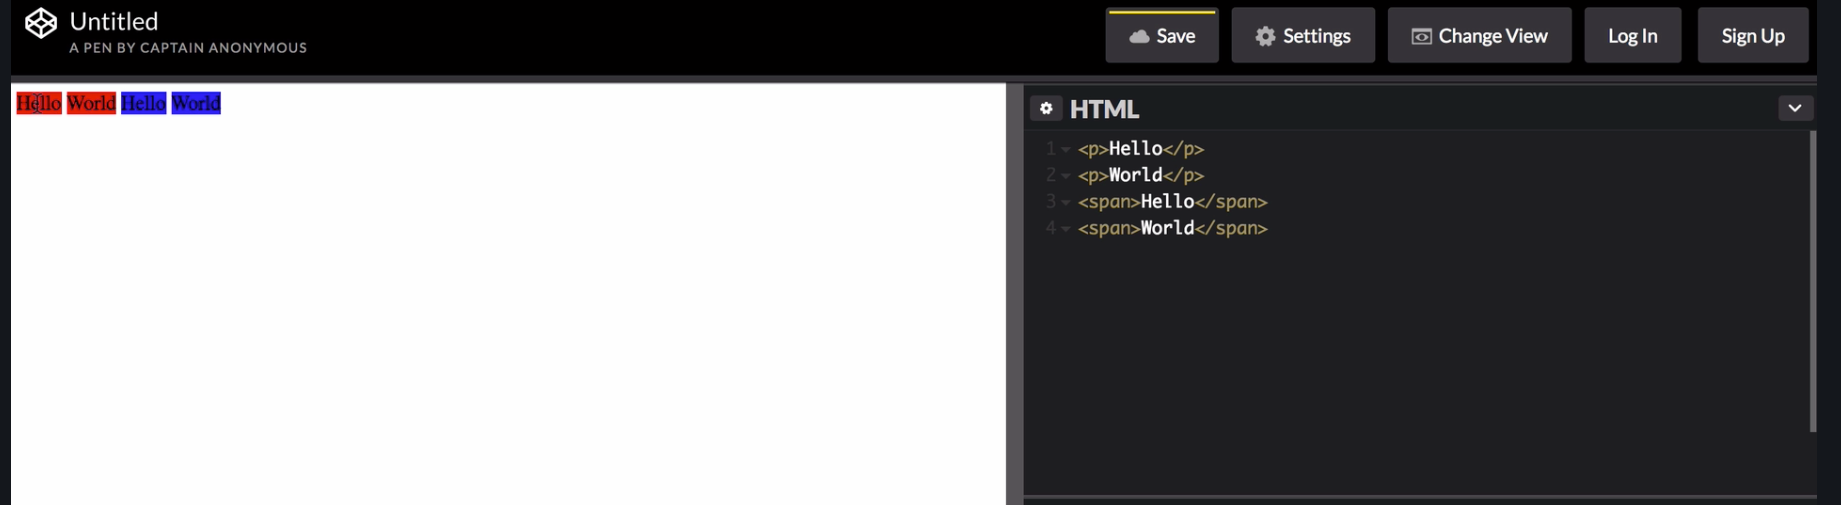 Untitled
A PEN BY CAPTAIN ANONYMOUS
Save
Settings
Change View
Log In
Sign Up
Hello World Hello World
HTML
1 <p>Hello</p>
2 <p>World</p>
3 <span>Hello</span>
4 <span>World</span>